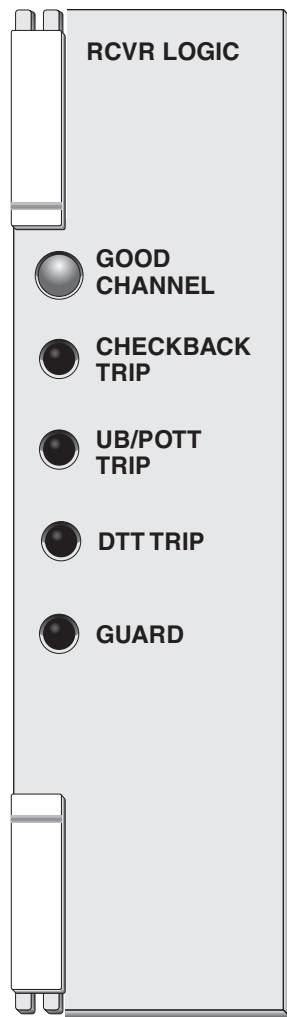 RCVR LOGIC
GOOD
CHANNEL
CHECKBACK
TRIP
UB/POTT
TRIP
DTT TRIP
GUARD